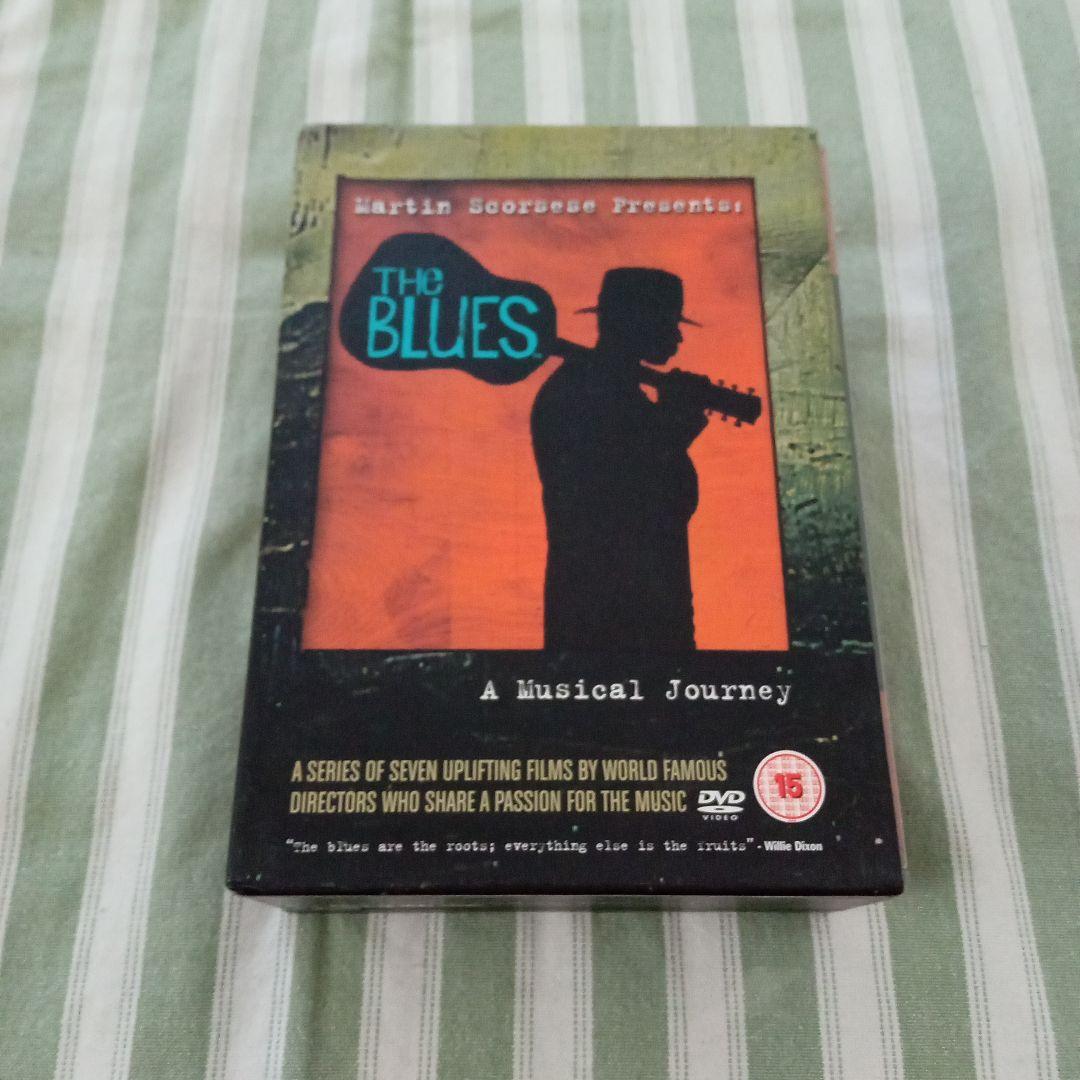 Martin Scorsese Presents:
THE
BLUES™
A Musical Journey
A SERIES OF SEVEN UPLIFTING FILMS BY WORLD FAMOUS
DIRECTORS WHO SHARE A PASSION FOR THE MUSIC
DVD
VIDEO
15
"The blues are the roots; everything else is the fruits" - Willie Dixon